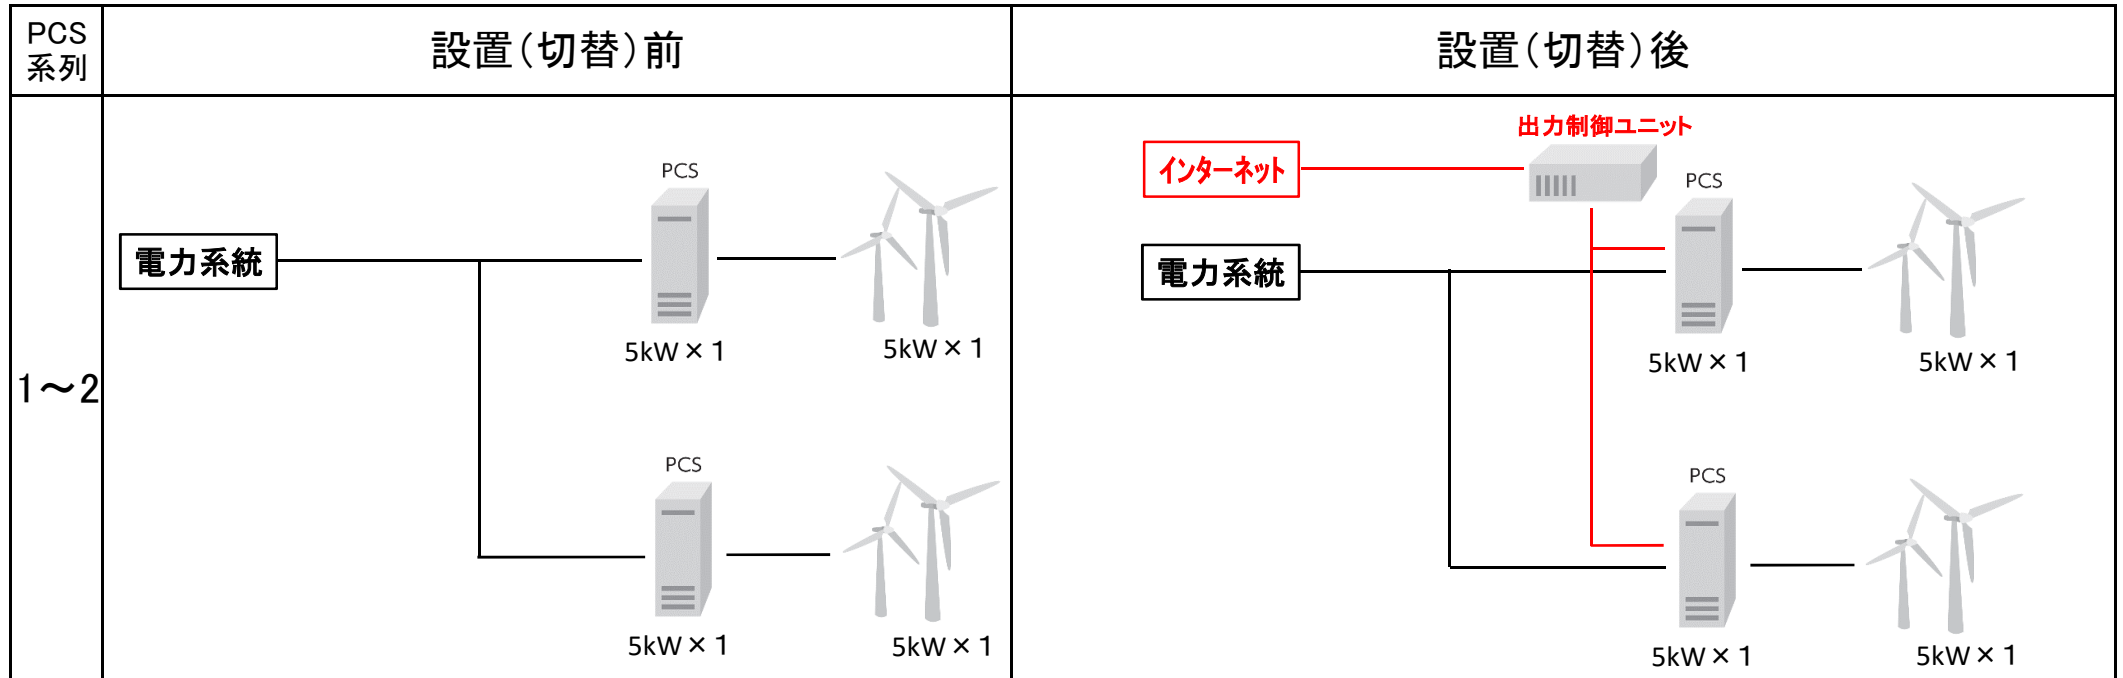 PCS
系列
設置(切替)前
設置(切替)後
1～2
PCS
電力系統
5kW × 1
5kW × 1
PCS
5kW × 1
5kW × 1
出力制御ユニット
インターネット
PCS
電力系統
5kW × 1
5kW × 1
PCS
5kW × 1
5kW × 1